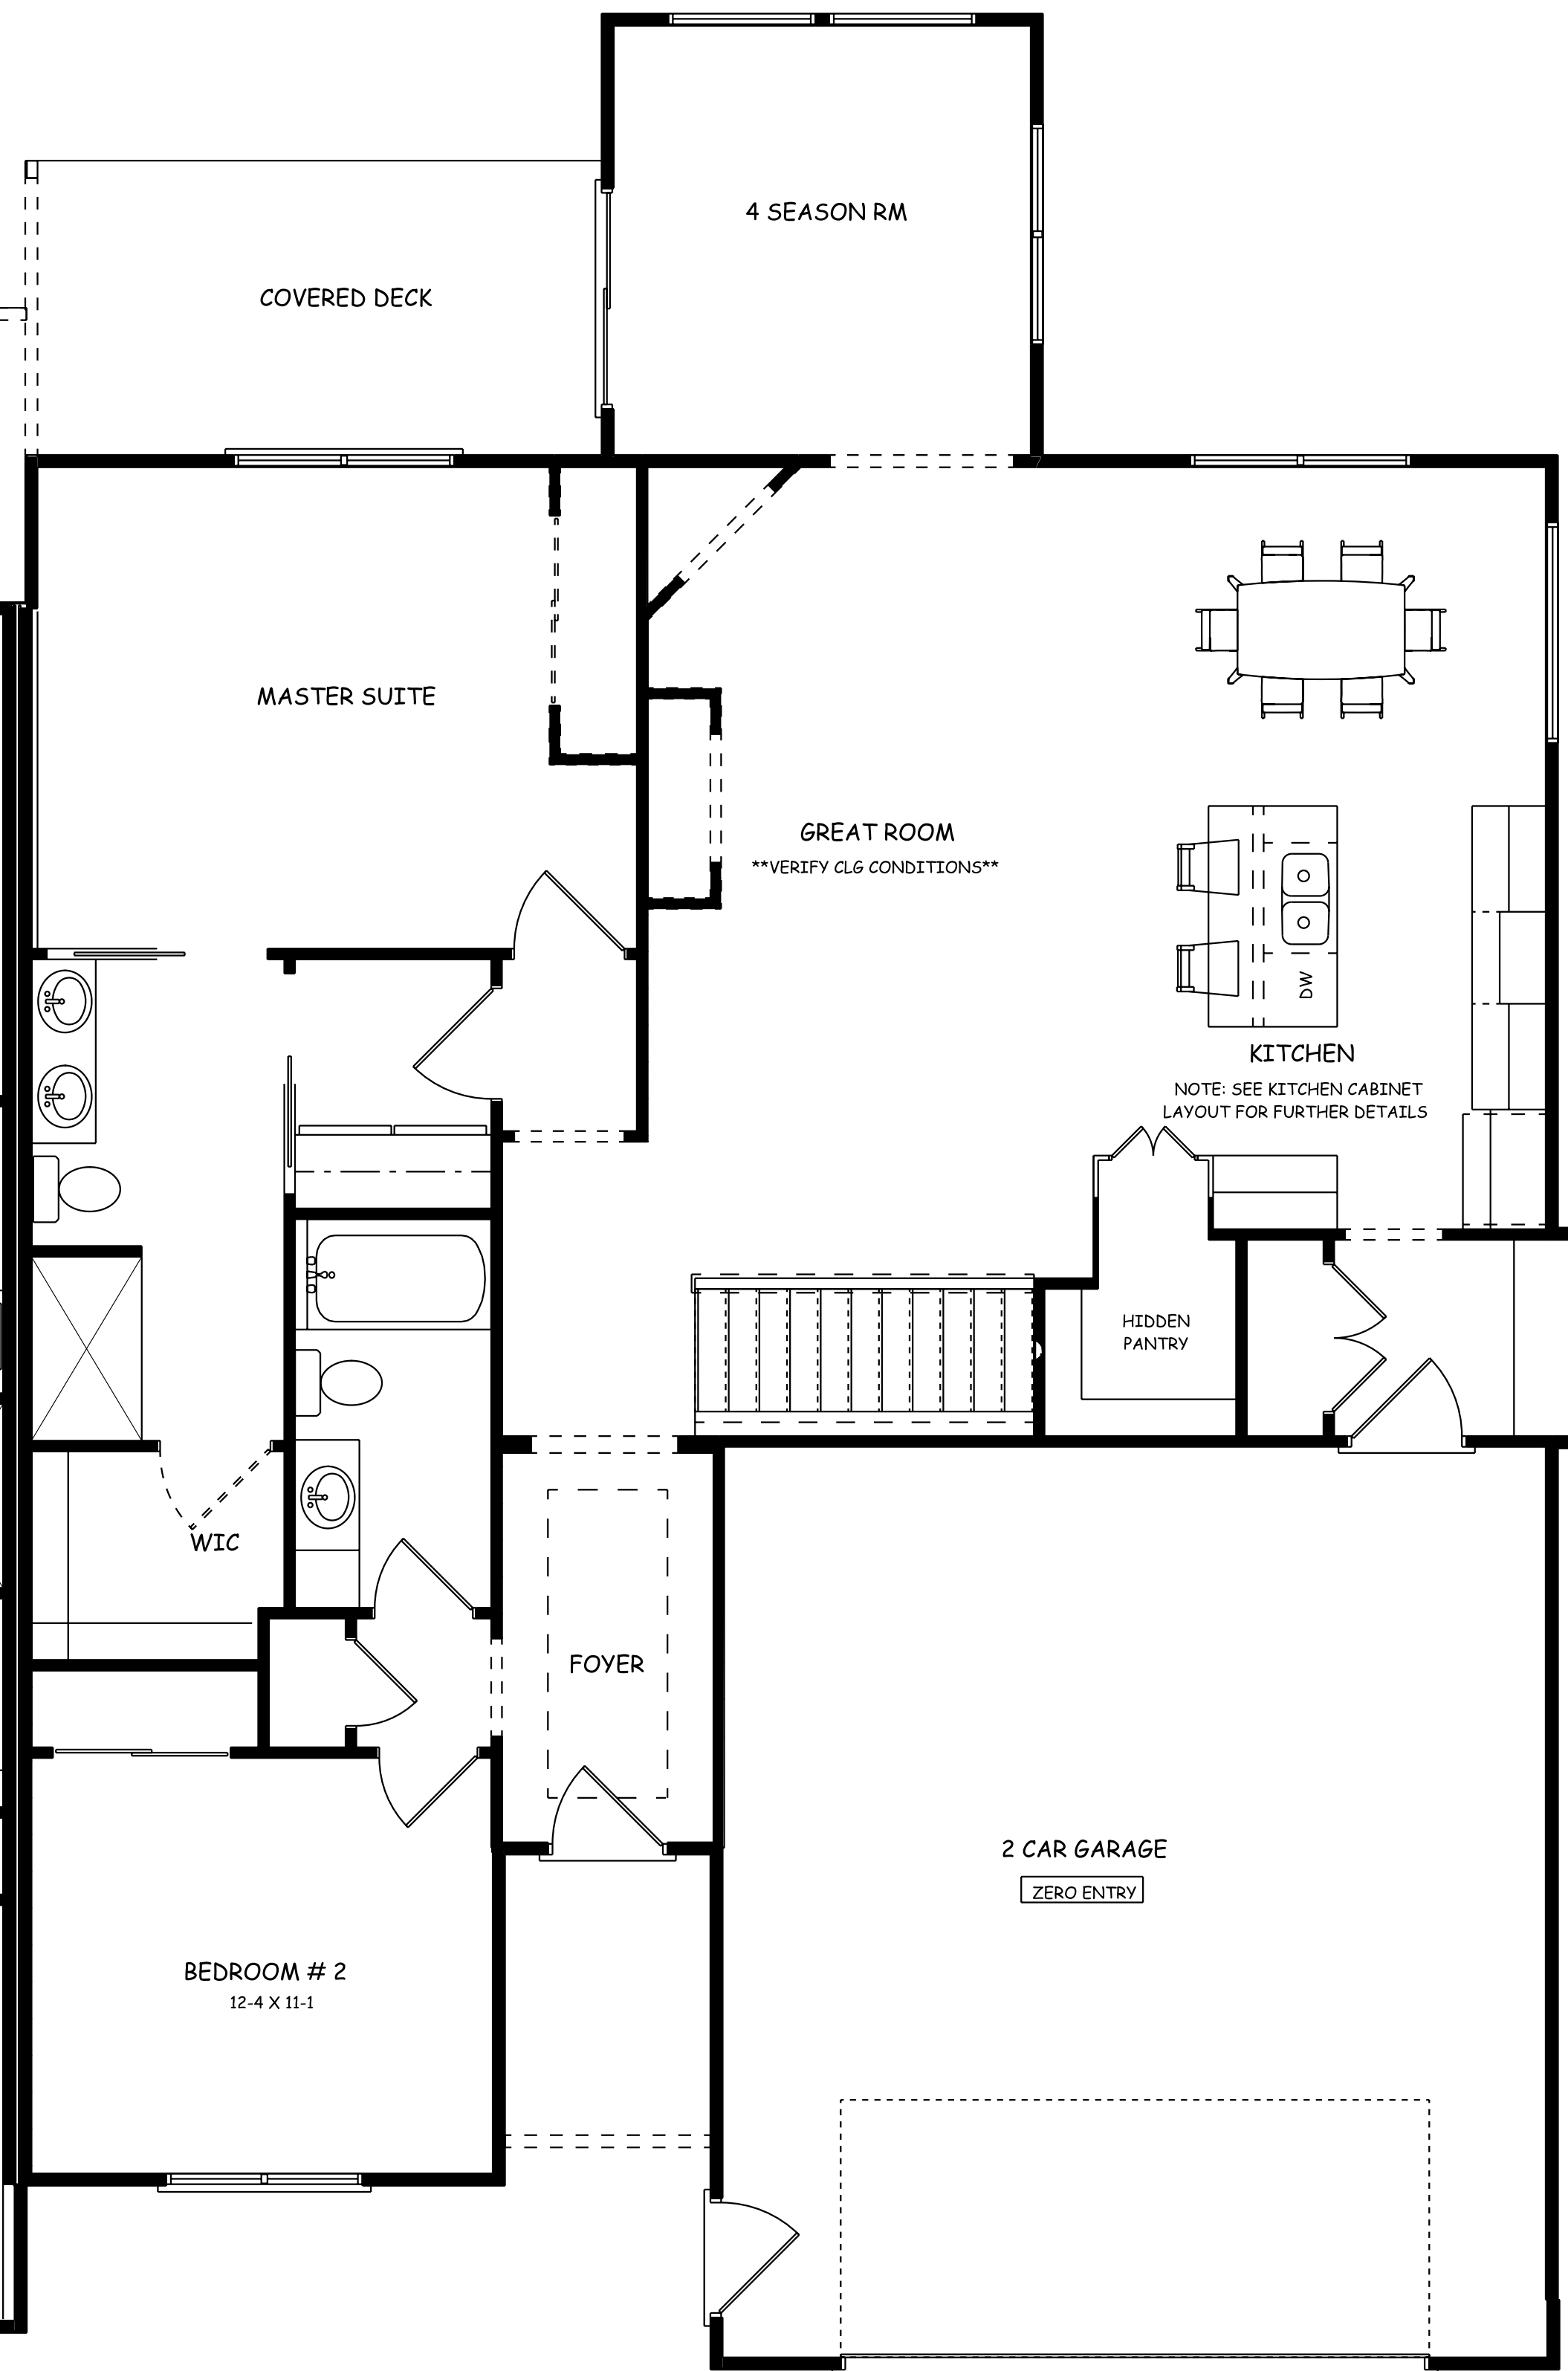 4 SEASON RM
COVERED DECK
MASTER SUITE
GREAT ROOM
**VERIFY CLG CONDITIONS**
DW
KITCHEN
NOTE: SEE KITCHEN CABINET
LAYOUT FOR FURTHER DETAILS
HIDDEN
PANTRY
WIC
FOYER
2 CAR GARAGE
ZERO ENTRY
BEDROOM # 2
12-4 X 11-1